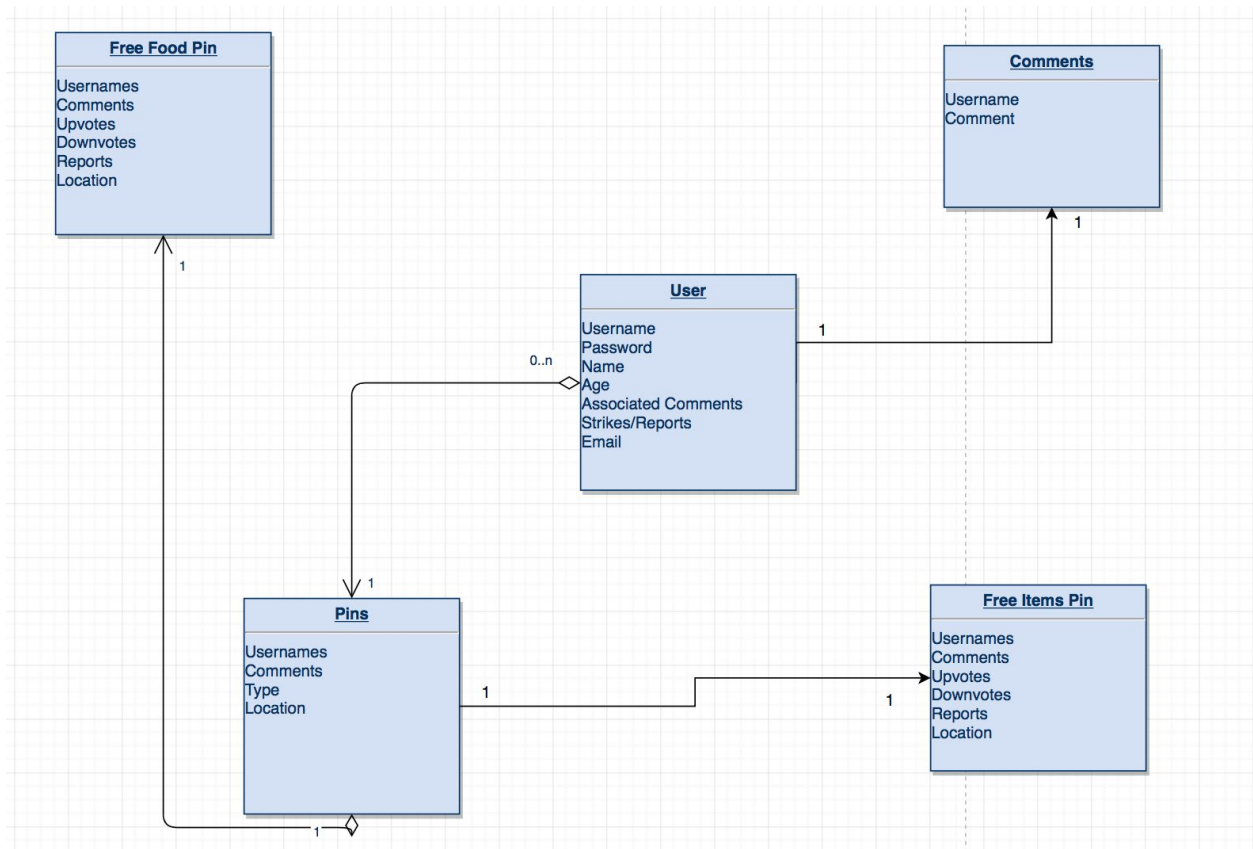 Free Food Pin
Usernames
Comments
Upvotes
Downvotes
Reports
Location
1
Comments
Username
Comment
1
User
Username
Password
Name
Age
Associated Comments
Strikes/Reports
Email
1
0..n
1
Pins
Usernames
Comments
Type
Location
1
1
Free Items Pin
Usernames
Comments
Upvotes
Downvotes
Reports
Location
1